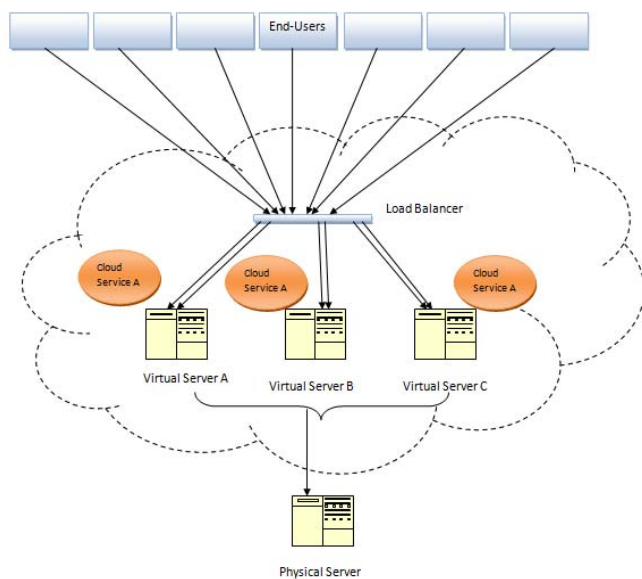 End-Users
Load Balancer
Cloud
Service A
Cloud
Service A
Cloud
Service A
Virtual Server A
Virtual Server B
Virtual Server C
Physical Server